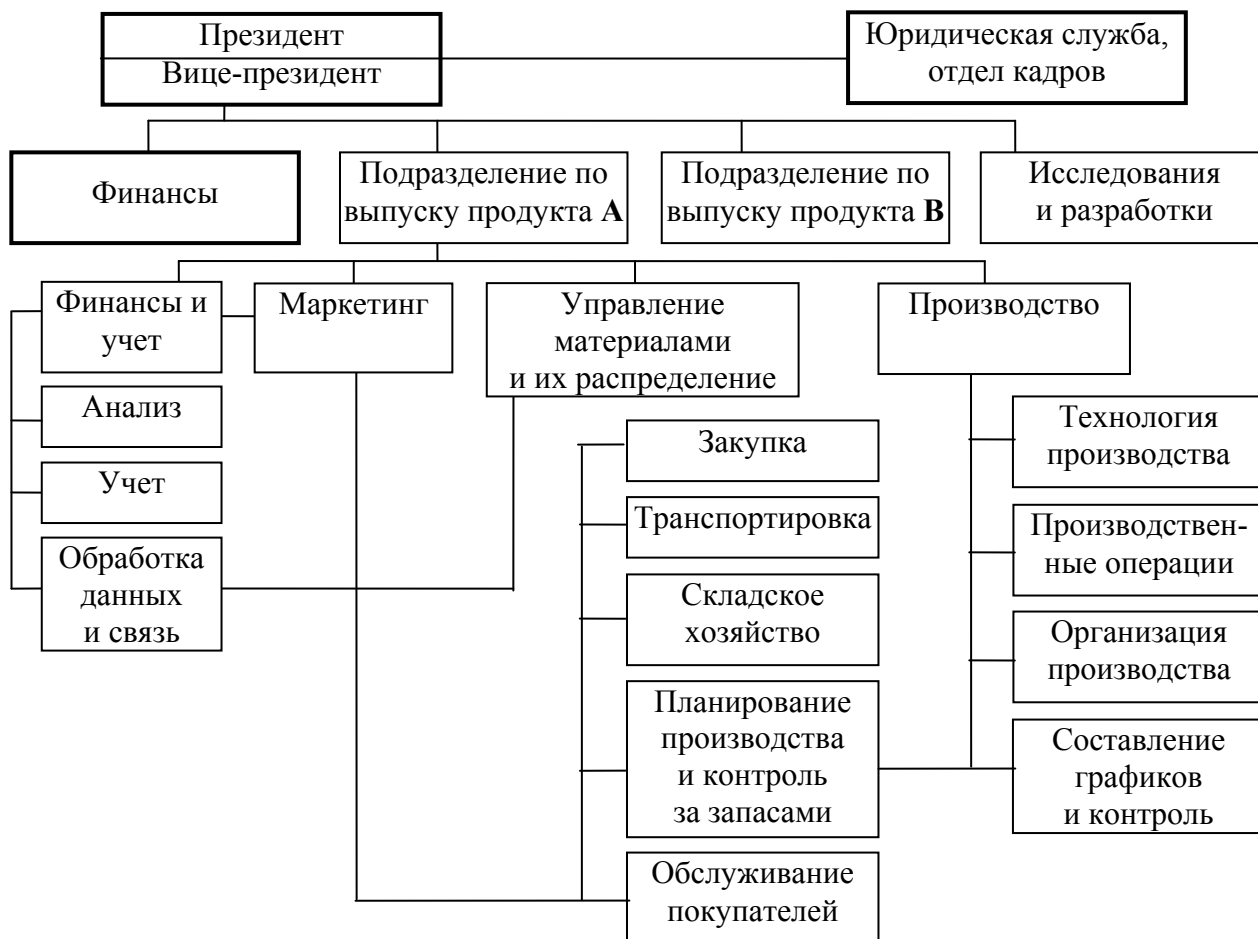 Президент
Вице-президент
Юридическая служба,
отдел кадров
Финансы
Подразделение по
выпуску продукта А
Подразделение по
выпуску продукта В
Исследования
и разработки
Финансы и
учет
Маркетинг
Управление
материалами
и их распределение
Производство
Анализ
Учет
Обработка
данных
и связь
Закупка
Транспортировка
Складское
хозяйство
Планирование
производства
и контроль
за запасами
Обслуживание
покупателей
Технология
производства
Производствен-
ные операции
Организация
производства
Составление
графиков
и контроль